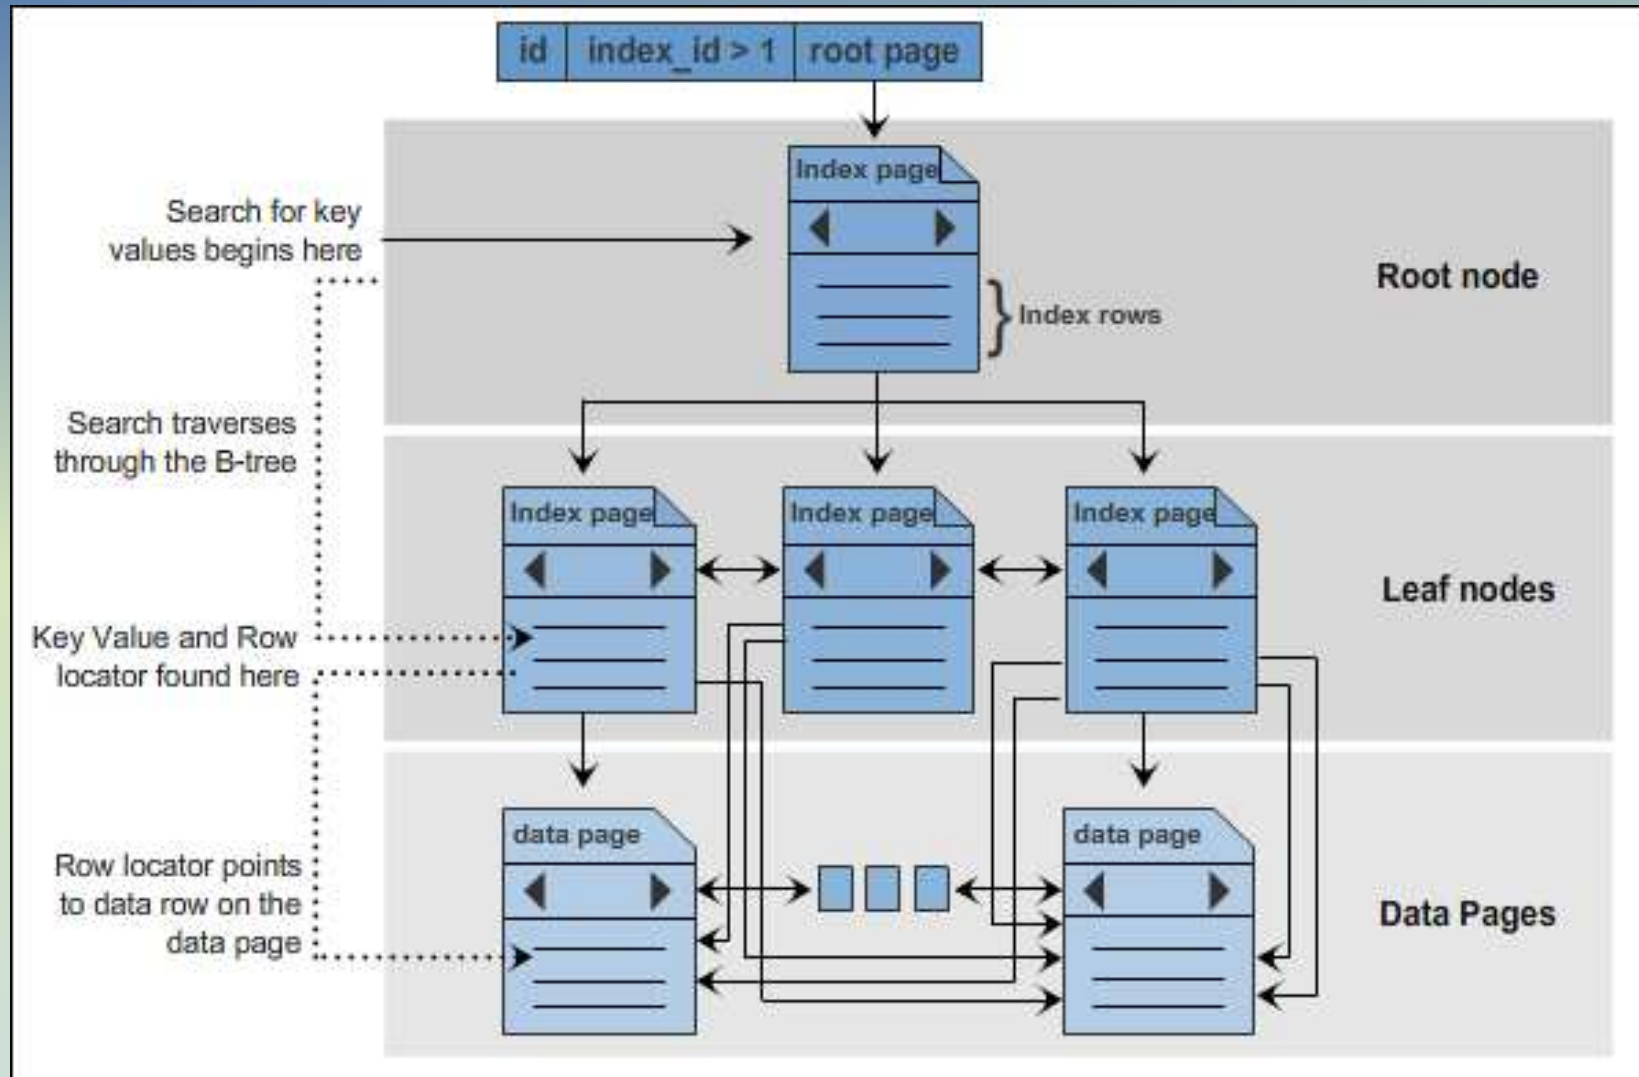 id index_id > 1 root page
Index page
Search for key
values begins here
Root node
Index rows
Search traverses
through the B-tree
Index page Index page Index page
Leaf nodes
Key Value and Row
locator found here
data page data page
Row locator points
to data row on the
data page
Data Pages